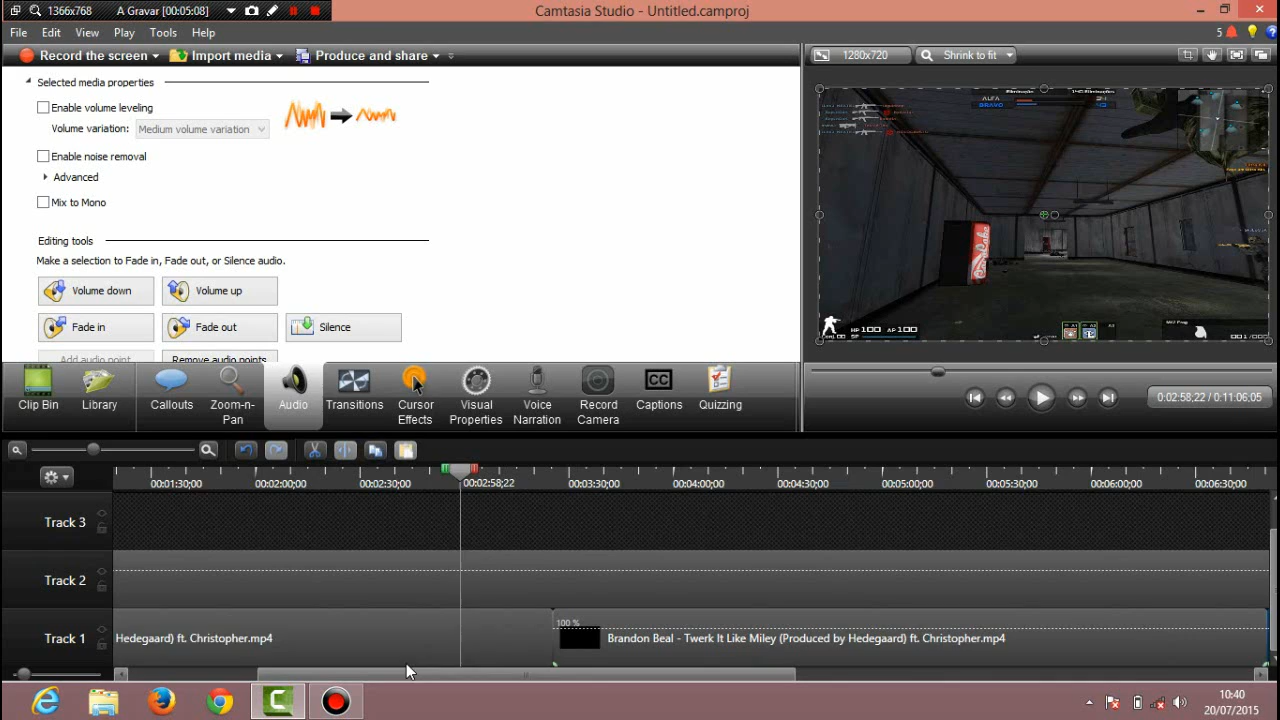 1366x768 A Gravar [00:05:08]
Camtasia Studio - Untitled.camproj
File Edit View Play Tools Help
5
Record the screen Import media Produce and share
1280x720 Shrink to fit
Selected media properties
Enable volume leveling
Volume variation: Medium volume variation
Enable noise removal
Advanced
Mix to Mono
Editing tools
Make a selection to Fade in, Fade out, or Silence audio.
Volume down Volume up
Fade in Fade out Silence
Add audio point Remove audio points
ALFA
BRAVO
HP 100 AP 100
Clip Bin Library Callouts Zoom-n-Pan Audio Transitions Cursor Effects Visual Properties Voice Narration Record Camera Captions Quizzing
0:02:58;22 / 0:11:06;05
00:01:30;00 00:02:00;00 00:02:30;00 00:02:58;22 00:03:30;00 00:04:00;00 00:04:30;00 00:05:00;00 00:05:30;00 00:06:00;00 00:06:30;00
Track 3
Track 2
100 %
Track 1 Hedegaard) ft. Christopher.mp4 Brandon Beal - Twerk It Like Miley (Produced by Hedegaard) ft. Christopher.mp4
10:40
20/07/2015